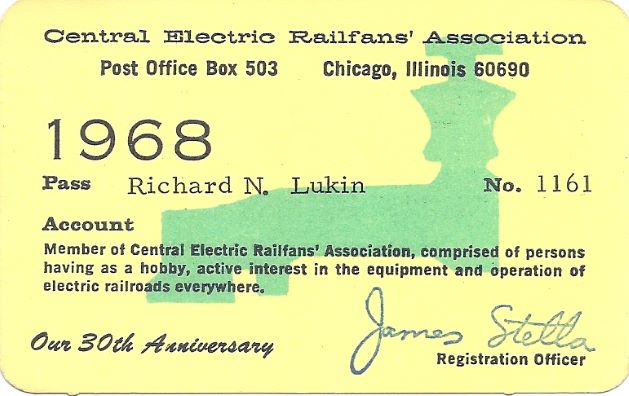 Central Electric Railfans' Association
Post Office Box 503 Chicago, Illinois 60690
1968
Pass Richard N. Lukin No. 1161
Account
Member of Central Electric Railfans' Association, comprised of persons
having as a hobby, active interest in the equipment and operation of
electric railroads everywhere.
Our 30th Anniversary
James Stella
Registration Officer